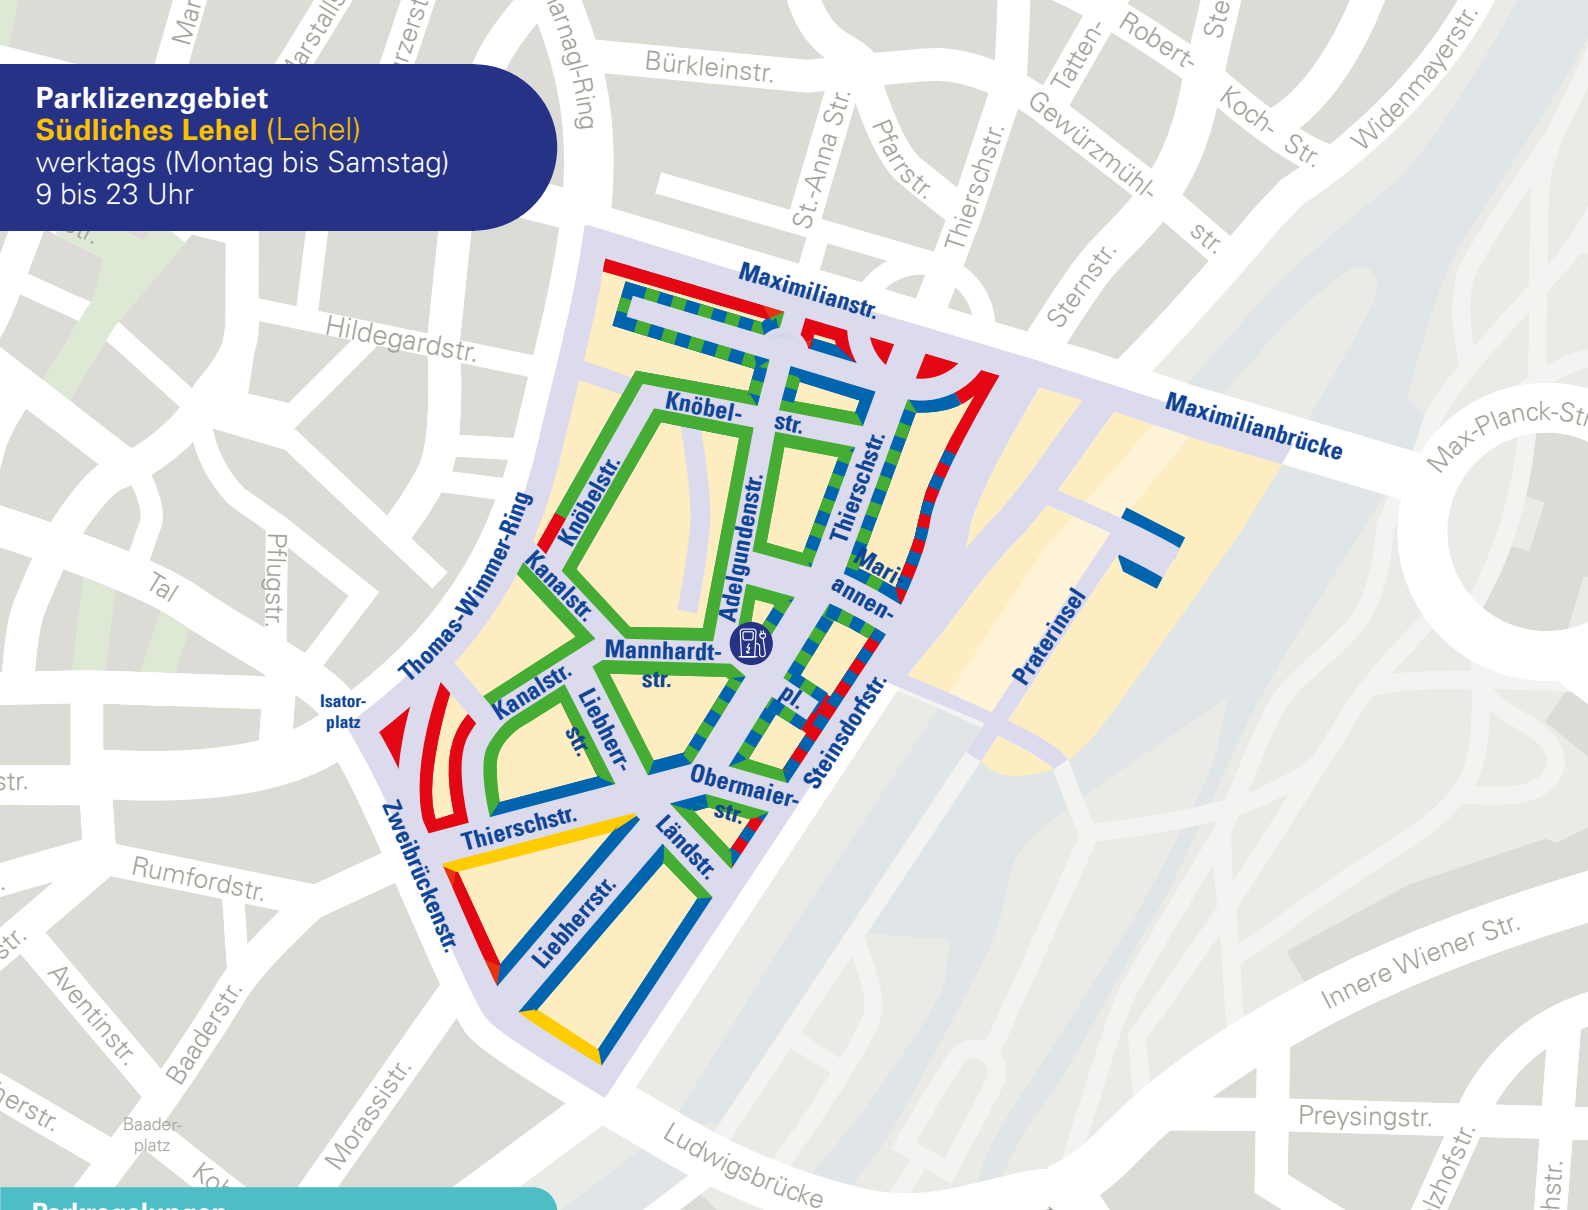 Parklizenzgebiet
Südliches Lehel (Lehel)
werktags (Montag bis Samstag)
9 bis 23 Uhr
Bürkleinstr.
Tatten-
Robert-
Koch-
Str.
Widenmayerstr.
Gewürzmühl-
str.
St.-Anna Str.
Pfarrstr.
Thierschstr.
Sternstr.
Hildegardstr.
Maximilianstr.
Maximilianbrücke
Max-Planck-Str
Knöbel-
str.
Knöbelstr.
Thomas-Wimmer-Ring
Adelgundenstr.
Thierschstr.
Mari-
annen-
pl.
Kanalstr.
Mannhardt-
str.
Kanalstr.
Liebherr-
str.
Isator-
platz
Praterinsel
Steinsdorfstr.
Obermaier-
str.
Ländstr.
Thierschstr.
Liebherrstr.
Zweibrückenstr.
Pflugstr.
Tal
str.
Rumfordstr.
Aventinstr.
Baaderstr.
Baader-
platz
Morassistr.
Ludwigsbrücke
Innere Wiener Str.
Preysingstr.
Parkregelungen